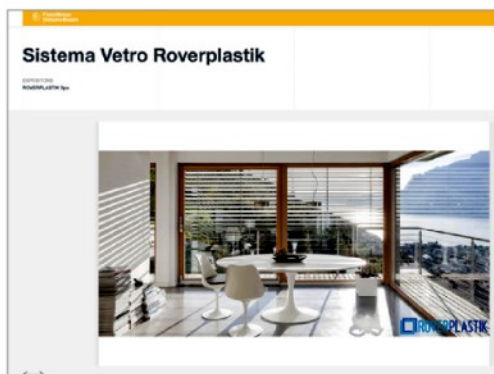 Sistema Vetro Roverplastik
ESPOSITORE
ROVERPLASTIK Spa
ROVERPLASTIK